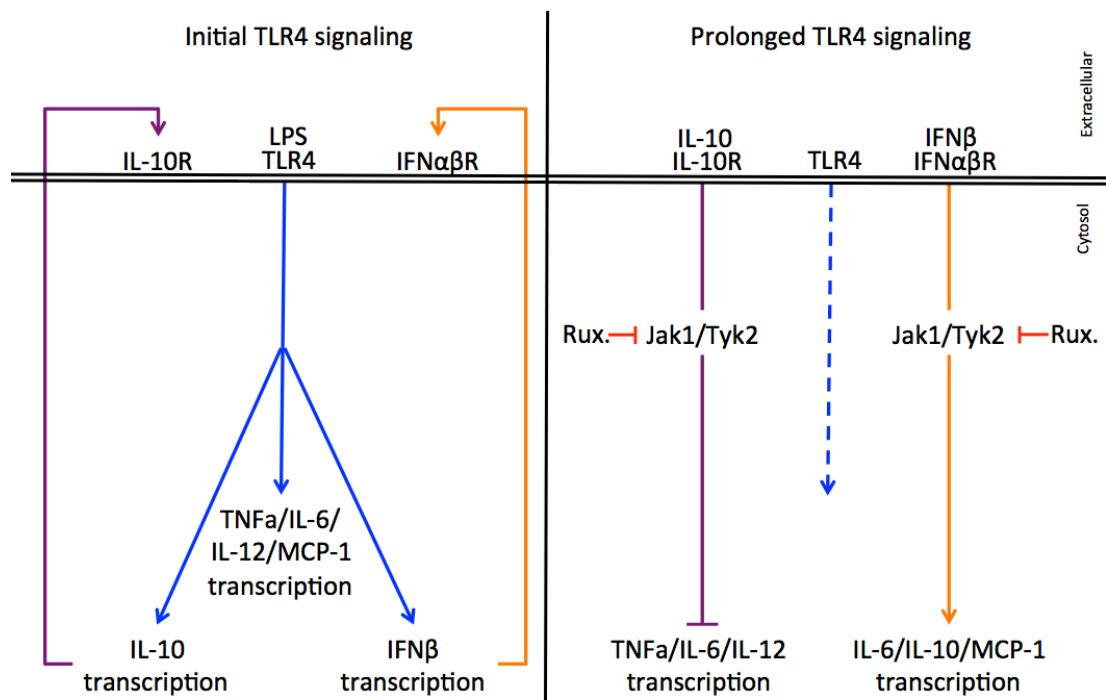 Initial TLR4 signaling
IL-10R
LPS
TLR4
IFNαβR
TNFa/IL-6/
IL-12/MCP-1
transcription
IL-10
transcription
IFNβ
transcription
Prolonged TLR4 signaling
Extracellular
Cytosol
IL-10
IL-10R
TLR4
IFNβ
IFNαβR
Rux.
Jak1/Tyk2
Jak1/Tyk2
Rux.
TNFa/IL-6/IL-12
transcription
IL-6/IL-10/MCP-1
transcription